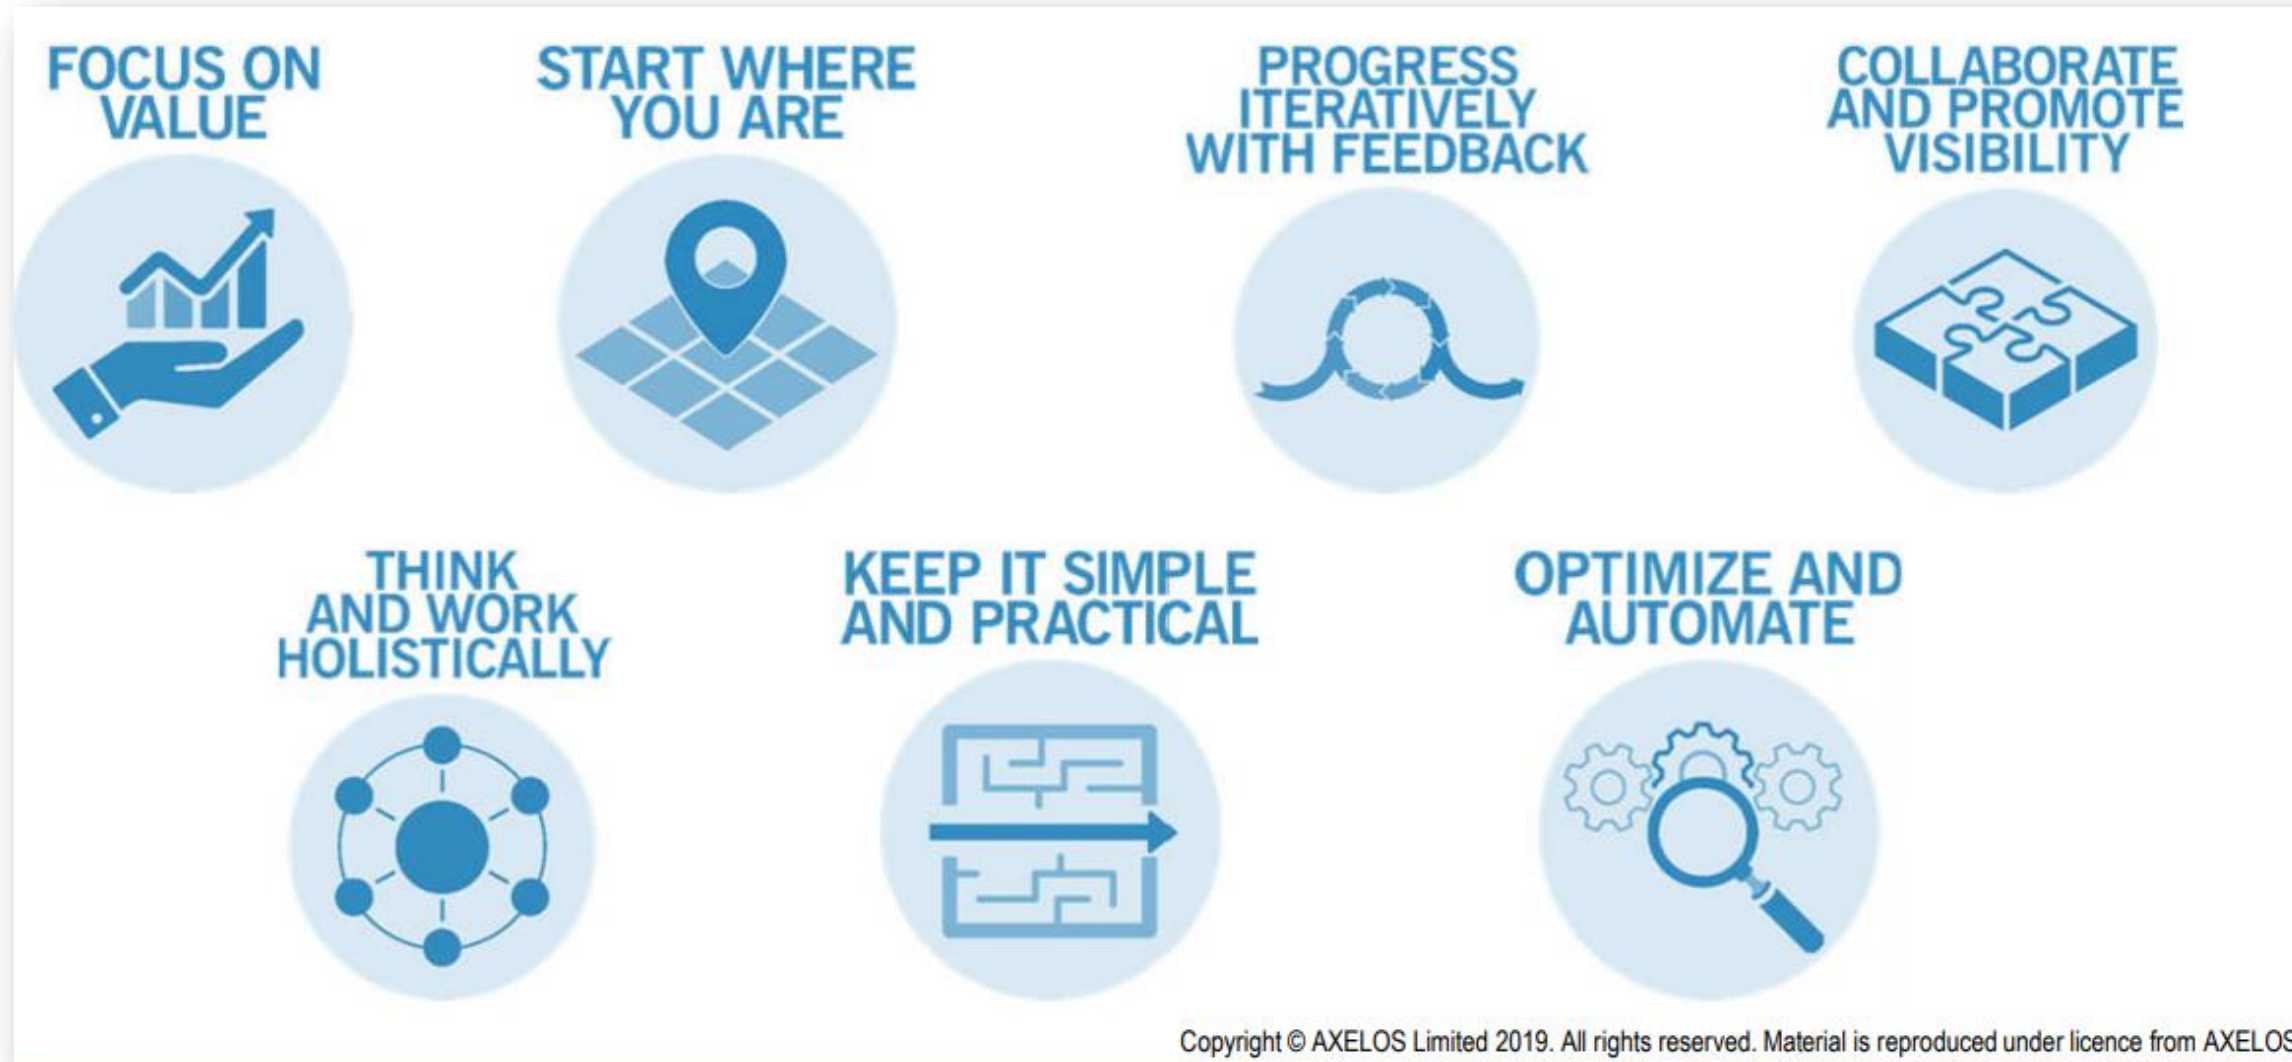 FOCUS ON
VALUE
START WHERE
YOU ARE
PROGRESS
ITERATIVELY
WITH FEEDBACK
COLLABORATE
AND PROMOTE
VISIBILITY
THINK
AND WORK
HOLISTICALLY
KEEP IT SIMPLE
AND PRACTICAL
OPTIMIZE AND
AUTOMATE
Copyright © AXELOS Limited 2019. All rights reserved. Material is reproduced under licence from AXELOS